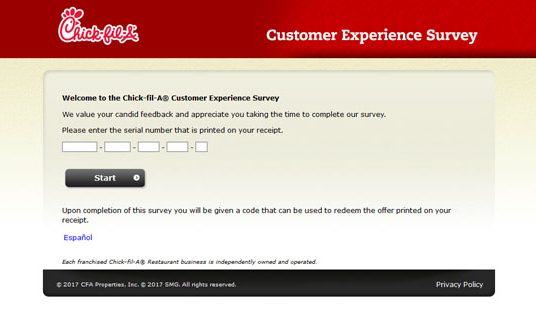 Chick-fil-A®
Customer Experience Survey
Welcome to the Chick-fil-A® Customer Experience Survey
We value your candid feedback and appreciate you taking the time to complete our survey.
Please enter the serial number that is printed on your receipt.
- - - -
Start
Upon completion of this survey you will be given a code that can be used to redeem the offer printed on your
receipt.
Español
Each franchised Chick-fil-A® Restaurant business is independently owned and operated.
© 2017 CFA Properties, Inc. © 2017 SMG. All rights reserved.
Privacy Policy